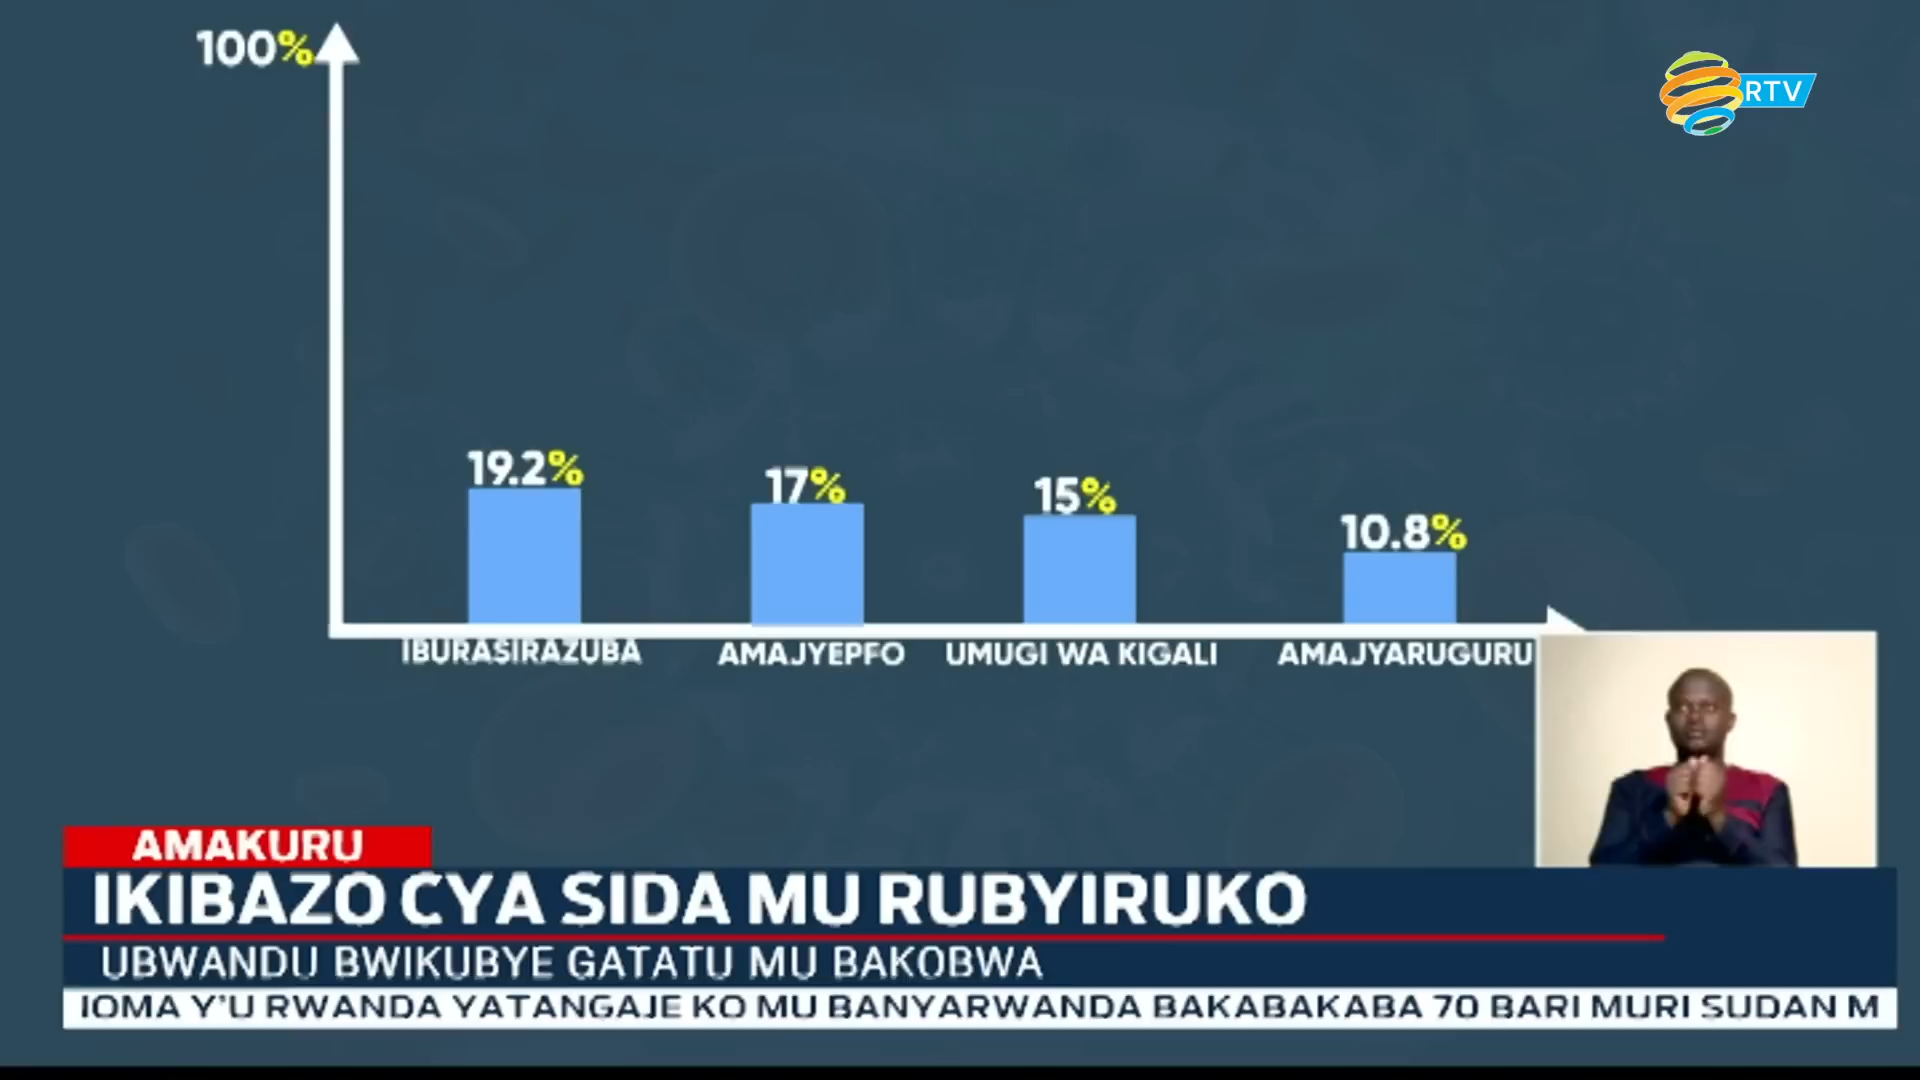 100%
RTV
19.2%
17%
15%
10.8%
IBURASIRAZUBA
AMAJYEPFO
UMUGI WA KIGALI
AMAJYARUGURU
AMAKURU
IKIBAZO CYA SIDA MU RUBYIRUKO
UBWANDU BWIKUBYE GATATU MU BAKOBWA
IOMA Y'U RWANDA YATANGAJE KO MU BANYARWANDA BAKABAKABA 70 BARI MURI SUDAN M